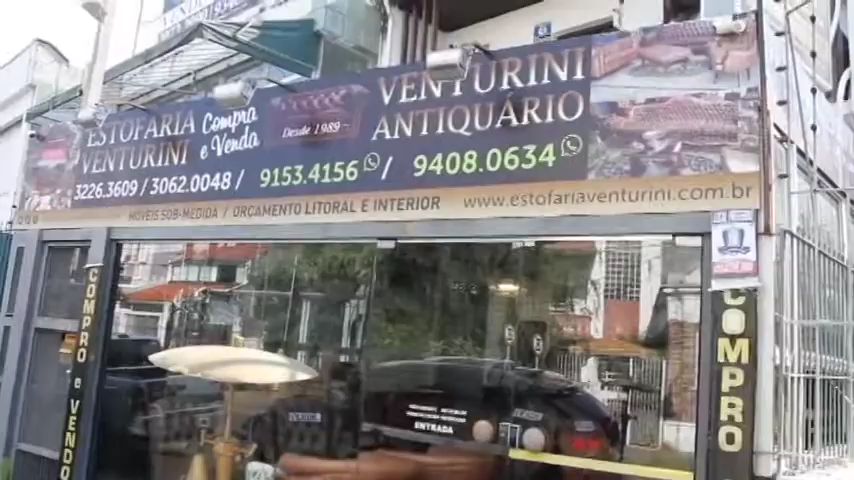 ESTOFARIA
VENTURINI
Compra
e Venda
Desde 1989
VENTURINI
ANTIQUÁRIO
3226.3609 / 3062.0048 / 9153.4156 / 9408.0634
MOVEIS SOB-MEDIDA / ORÇAMENTO LITORAL E INTERIOR
www.ESTOFARIAVENTURINI.com.br
COMPRO
e
VENDO
COMPRO
ENTRADA